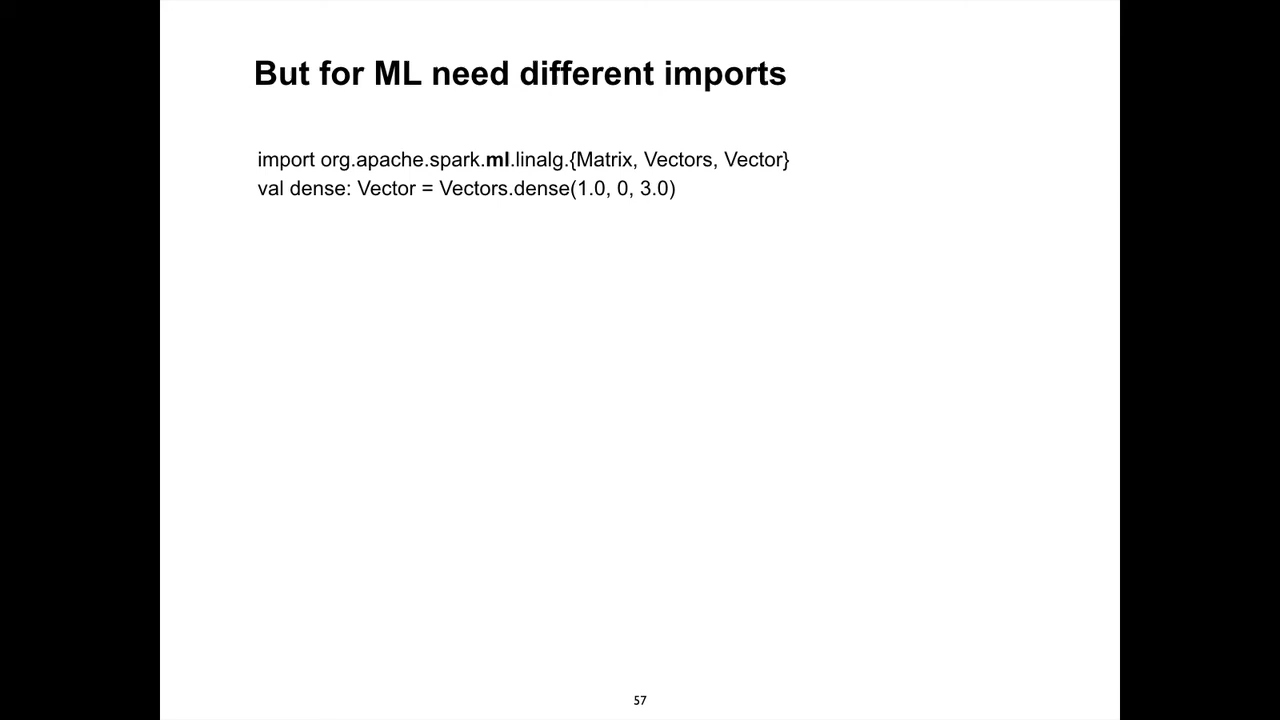 But for ML need different imports
import org.apache.spark.ml.linalg.{Matrix, Vectors, Vector}
val dense: Vector = Vectors.dense(1.0, 0, 3.0)
57